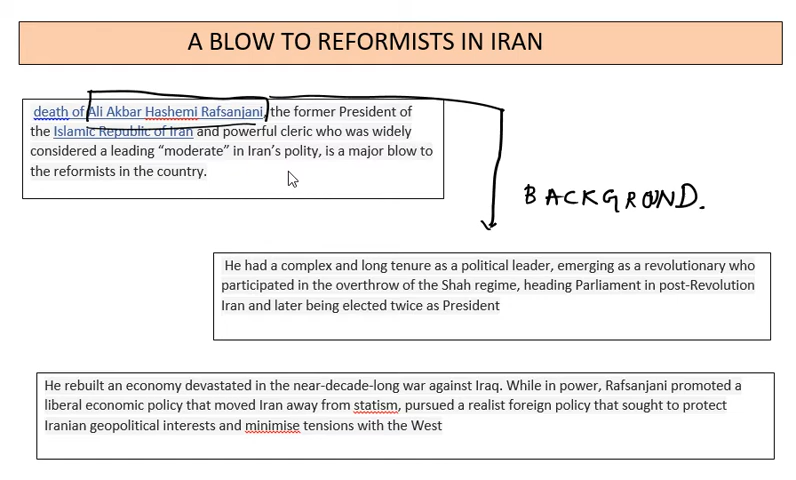 A BLOW TO REFORMISTS IN IRAN
death of Ali Akbar Hashemi Rafsanjani, the former President of
the Islamic Republic of Iran and powerful cleric who was widely
considered a leading “moderate” in Iran’s polity, is a major blow to
the reformists in the country.
BACKGROUND.
He had a complex and long tenure as a political leader, emerging as a revolutionary who
participated in the overthrow of the Shah regime, heading Parliament in post-Revolution
Iran and later being elected twice as President
He rebuilt an economy devastated in the near-decade-long war against Iraq. While in power, Rafsanjani promoted a
liberal economic policy that moved Iran away from statism, pursued a realist foreign policy that sought to protect
Iranian geopolitical interests and minimise tensions with the West